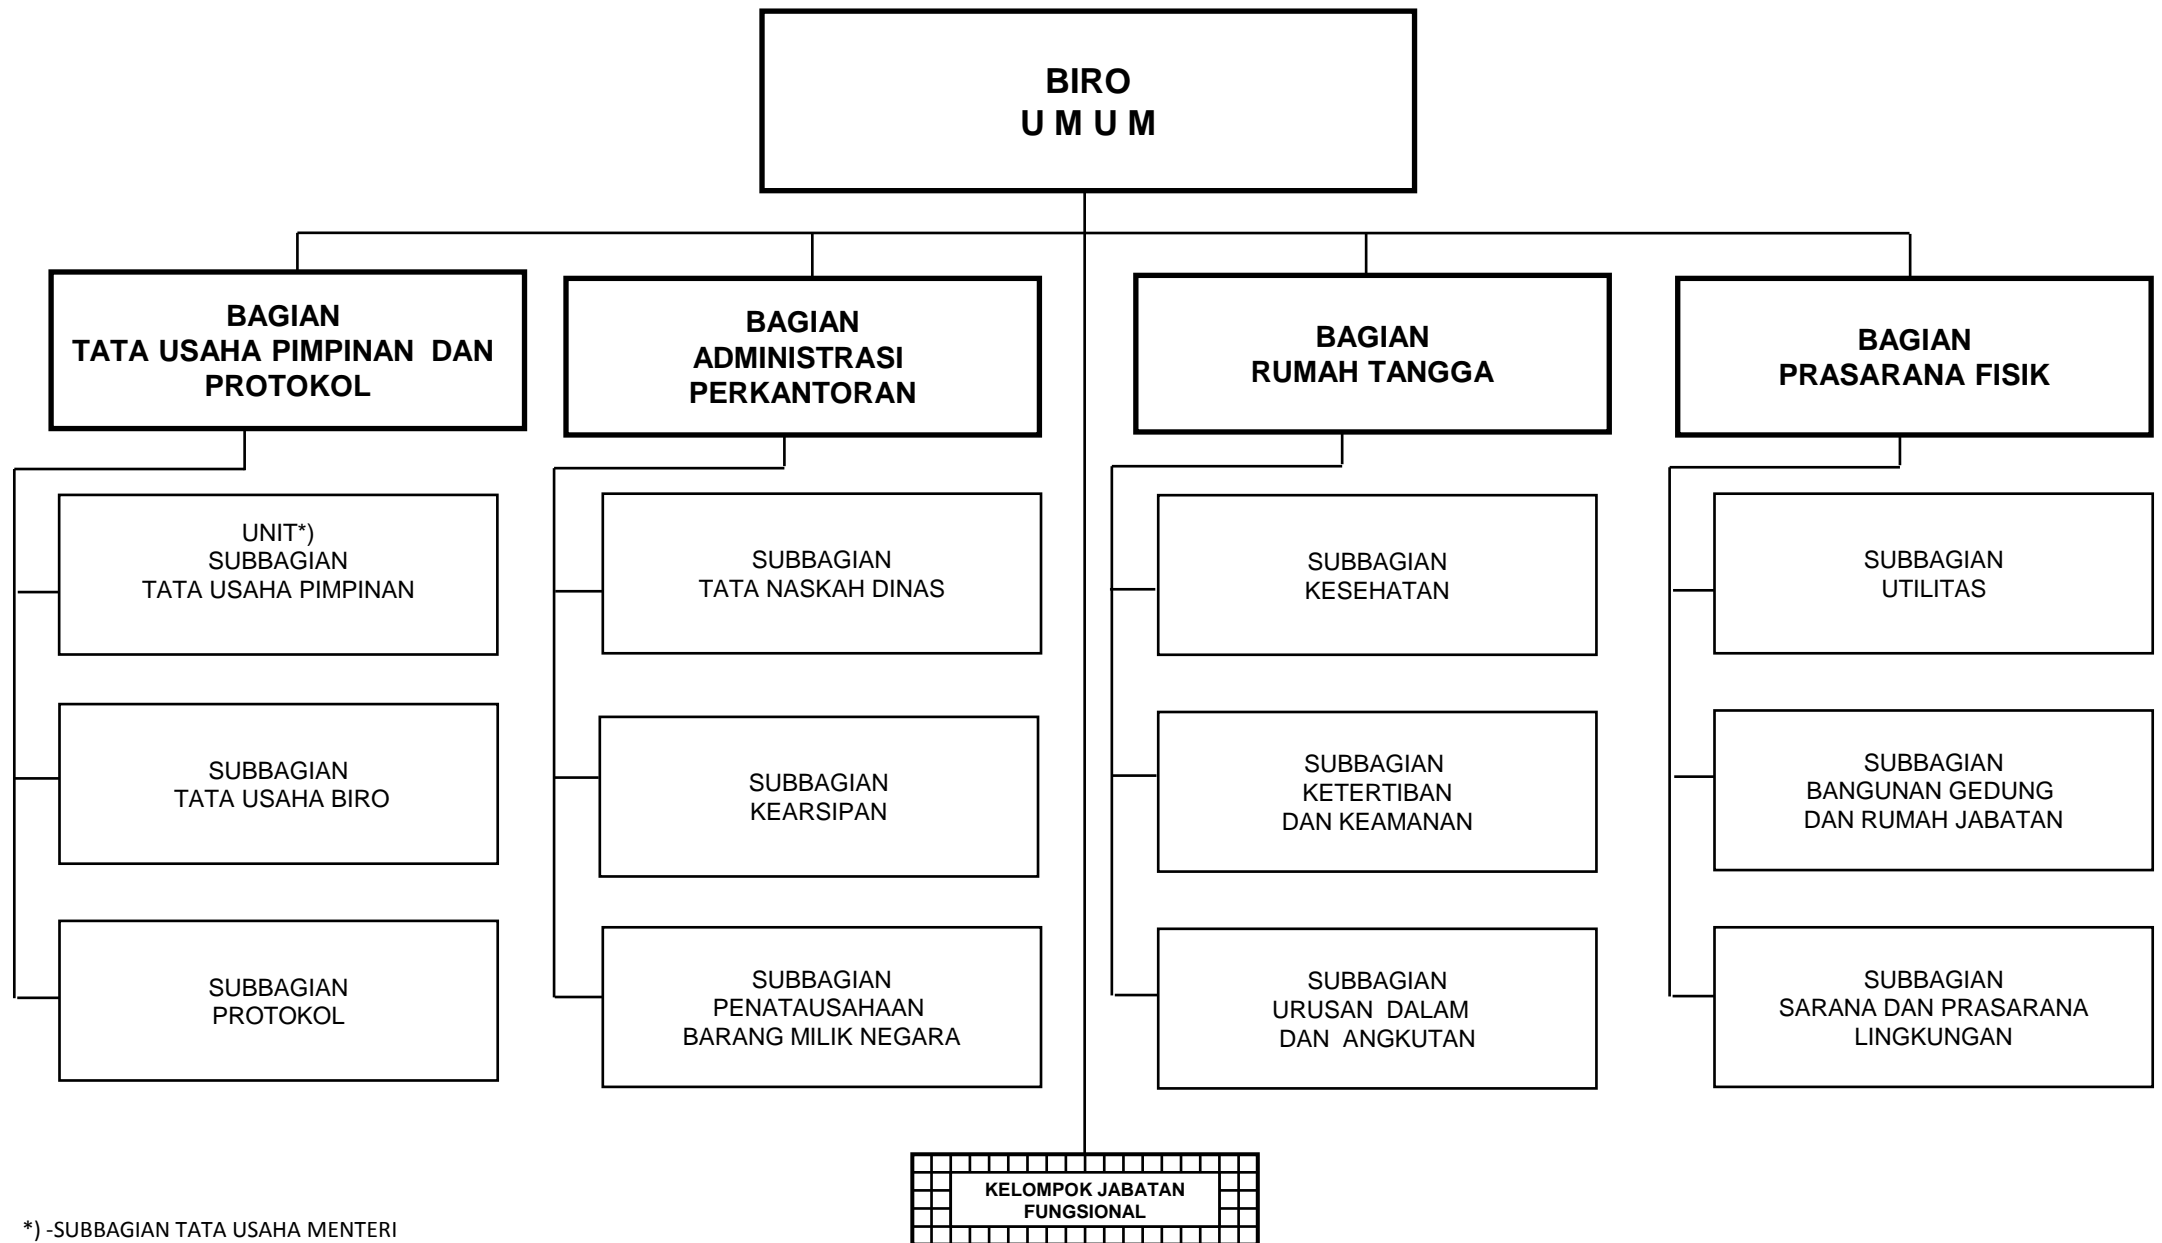 BIRO
U M U M
BAGIAN
TATA USAHA PIMPINAN DAN
PROTOKOL
BAGIAN
ADMINISTRASI
PERKANTORAN
BAGIAN
RUMAH TANGGA
BAGIAN
PRASARANA FISIK
UNIT*)
SUBBAGIAN
TATA USAHA PIMPINAN
SUBBAGIAN
TATA NASKAH DINAS
SUBBAGIAN
KESEHATAN
SUBBAGIAN
UTILITAS
SUBBAGIAN
TATA USAHA BIRO
SUBBAGIAN
KEARSIPAN
SUBBAGIAN
KETERTIBAN
DAN KEAMANAN
SUBBAGIAN
BANGUNAN GEDUNG
DAN RUMAH JABATAN
SUBBAGIAN
PROTOKOL
SUBBAGIAN
PENATAUSAHAAN
BARANG MILIK NEGARA
SUBBAGIAN
URUSAN DALAM
DAN ANGKUTAN
SUBBAGIAN
SARANA DAN PRASARANA
LINGKUNGAN
KELOMPOK JABATAN
FUNGSIONAL
*) -SUBBAGIAN TATA USAHA MENTERI